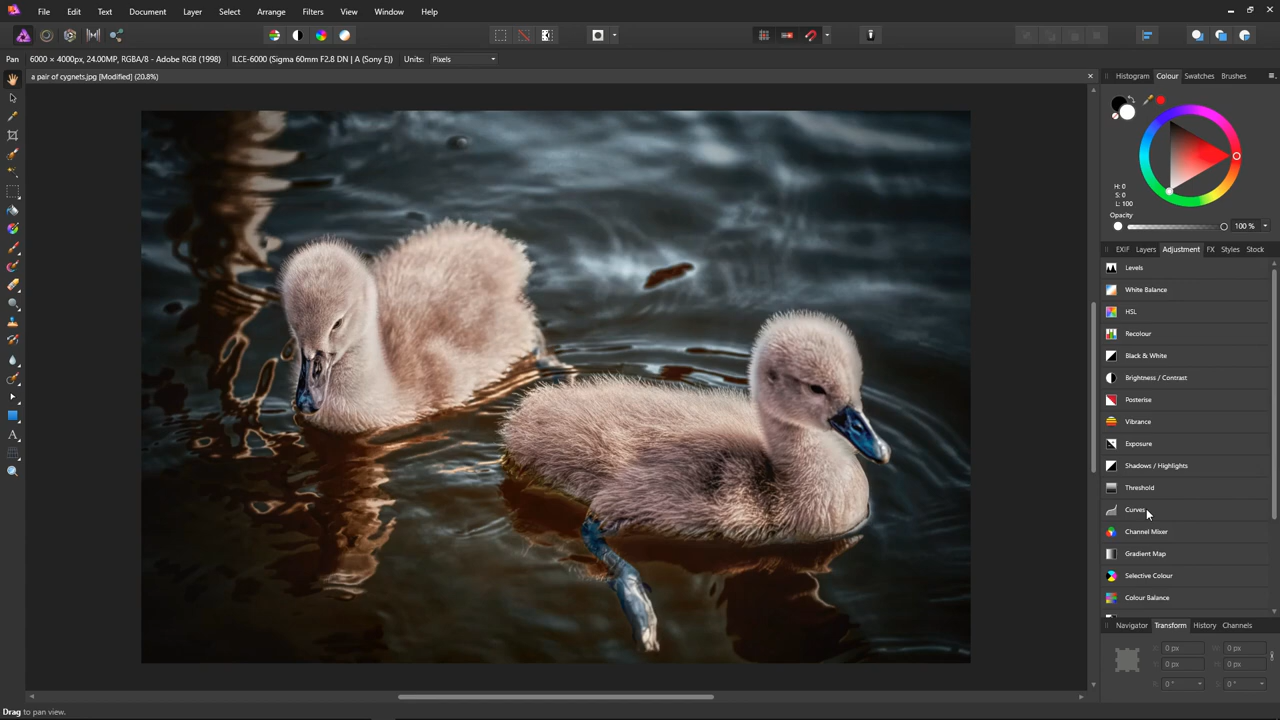 File Edit Text Document Layer Select Arrange Filters View Window Help
Pan 6000 × 4000px, 24.00MP, RGBA/8 - Adobe RGB (1998) ILCE-6000 (Sigma 60mm F2.8 DN | A (Sony E)) Units: Pixels
a pair of cygnets.jpg [Modified] (20.8%)
Histogram Colour Swatches Brushes
H: 0
S: 0
L: 100
Opacity
100 %
EXIF Layers Adjustment FX Styles Stock
Levels
White Balance
HSL
Recolour
Black & White
Brightness / Contrast
Posterise
Vibrance
Exposure
Shadows / Highlights
Threshold
Curves
Channel Mixer
Gradient Map
Selective Colour
Colour Balance
Navigator Transform History Channels
X: 0 px W: 0 px
Y: 0 px H: 0 px
R: 0 ° S: 0 °
Drag to pan view.